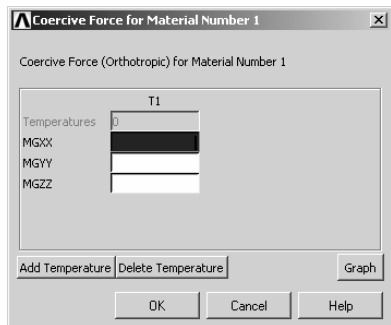 Coercive Force for Material Number 1
Coercive Force (Orthotropic) for Material Number 1
T1
Temperatures 0
MGXX
MGYY
MGZZ
Add Temperature Delete Temperature Graph
OK Cancel Help